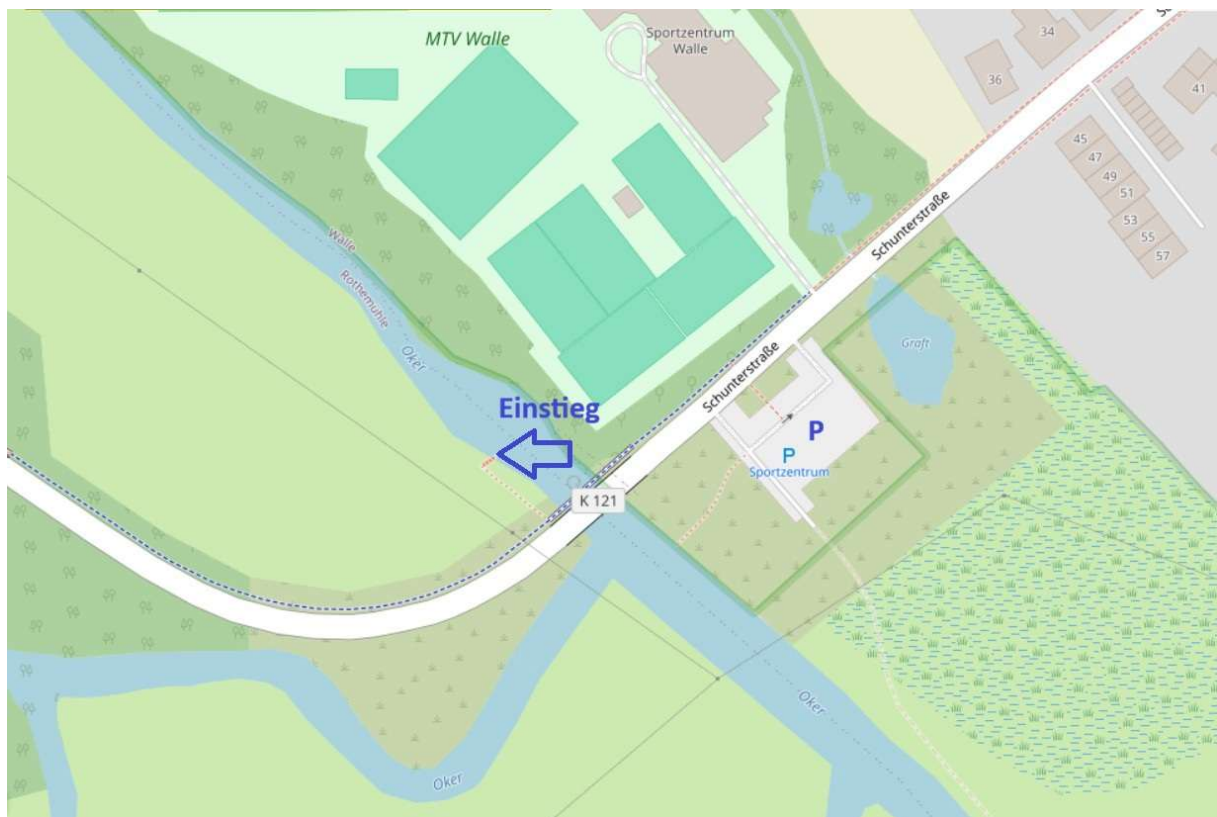 MTV Walle
Sportzentrum
Walle
34
36
41
45
47
49
51
53
55
57
Schunterstraße
Walle
Rothemühle
Oker
Graft
Schunterstraße
Einstieg
P
P
Sportzentrum
K 121
Oker
Oker